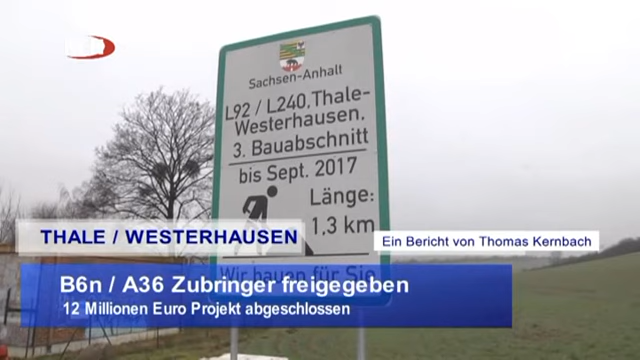 Sachsen-Anhalt
L92 / L240, Thale-
Westerhausen,
3. Bauabschnitt
bis Sept. 2017
Länge:
1,3 km
Wir bauen für Sie
THALE / WESTERHAUSEN
Ein Bericht von Thomas Kernbach
B6n / A36 Zubringer freigegeben
12 Millionen Euro Projekt abgeschlossen